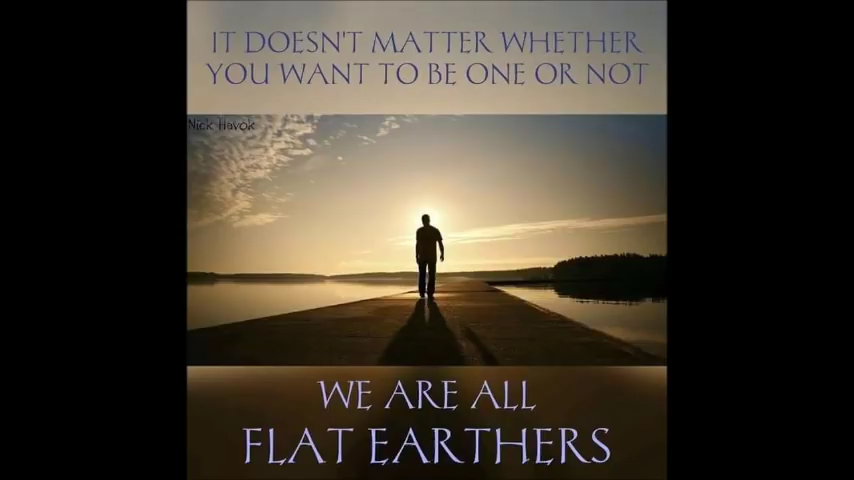 IT DOESN'T MATTER WHETHER
YOU WANT TO BE ONE OR NOT
Nick Havok
WE ARE ALL
FLAT EARTHERS